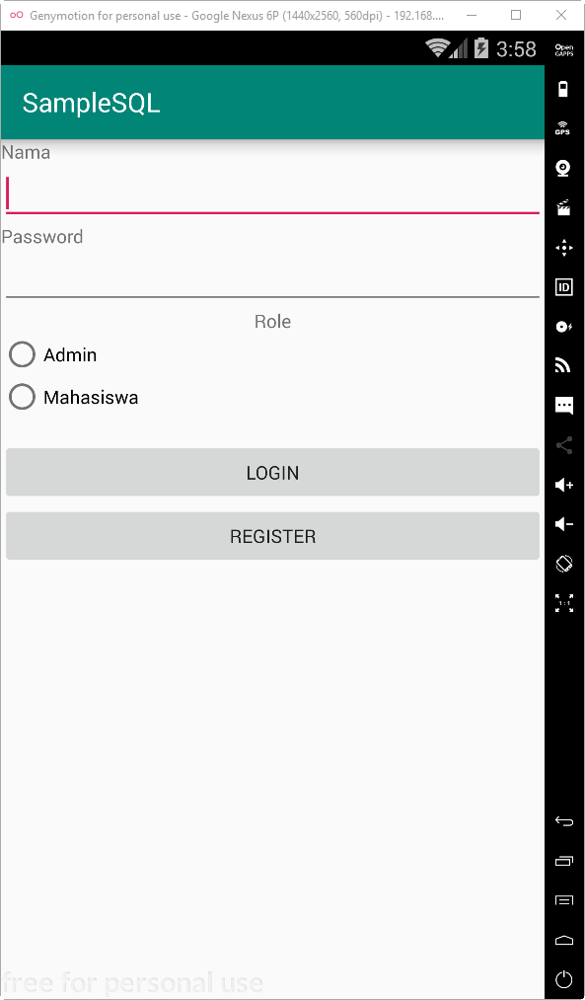 Genymotion for personal use - Google Nexus 6P (1440x2560, 560dpi) - 192.168....
3:58
Open
GAPPS
SampleSQL
GPS
Nama
Password
ID
Role
Admin
Mahasiswa
LOGIN
REGISTER
1:1
free for personal use